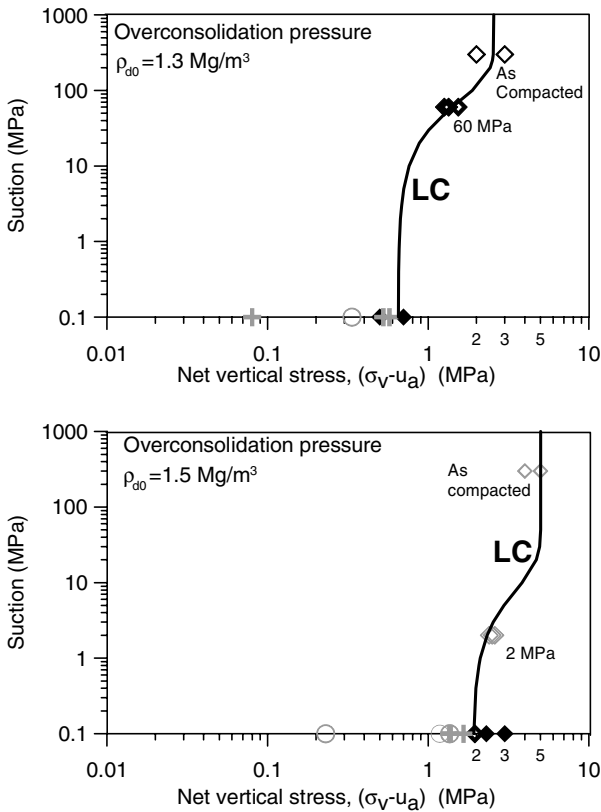 Overconsolidation pressure
ρd0=1.3 Mg/m³
1000
100
10
1
0.1
Suction (MPa)
As
Compacted
60 MPa
LC
2 3 5
0.01 0.1 1 10
Net vertical stress, (σv-ua) (MPa)
Overconsolidation pressure
ρd0=1.5 Mg/m³
1000
100
10
1
0.1
Suction (MPa)
As
compacted
LC
2 MPa
2 3 5
0.01 0.1 1 10
Net vertical stress, (σv-ua) (MPa)